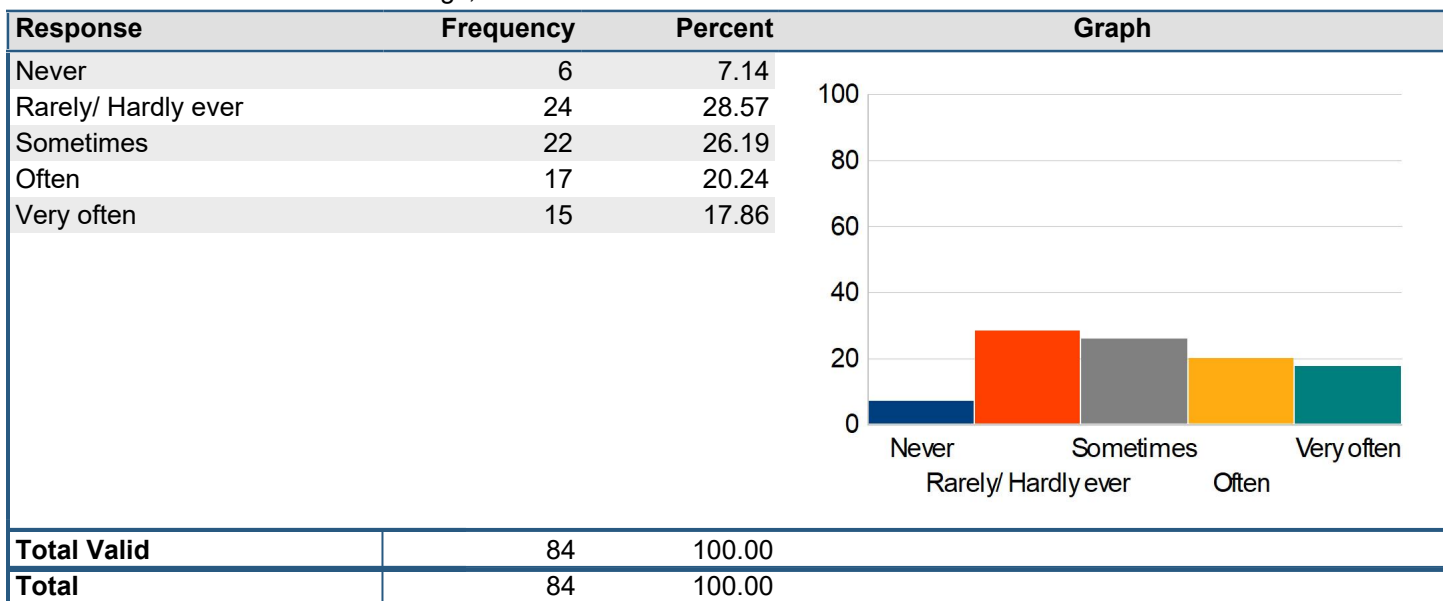 Response Frequency Percent Graph
Never 6 7.14
Rarely/ Hardly ever 24 28.57
Sometimes 22 26.19
Often 17 20.24
Very often 15 17.86
100
80
60
40
20
0
Never Sometimes Very often
Rarely/ Hardly ever Often
Total Valid 84 100.00
Total 84 100.00